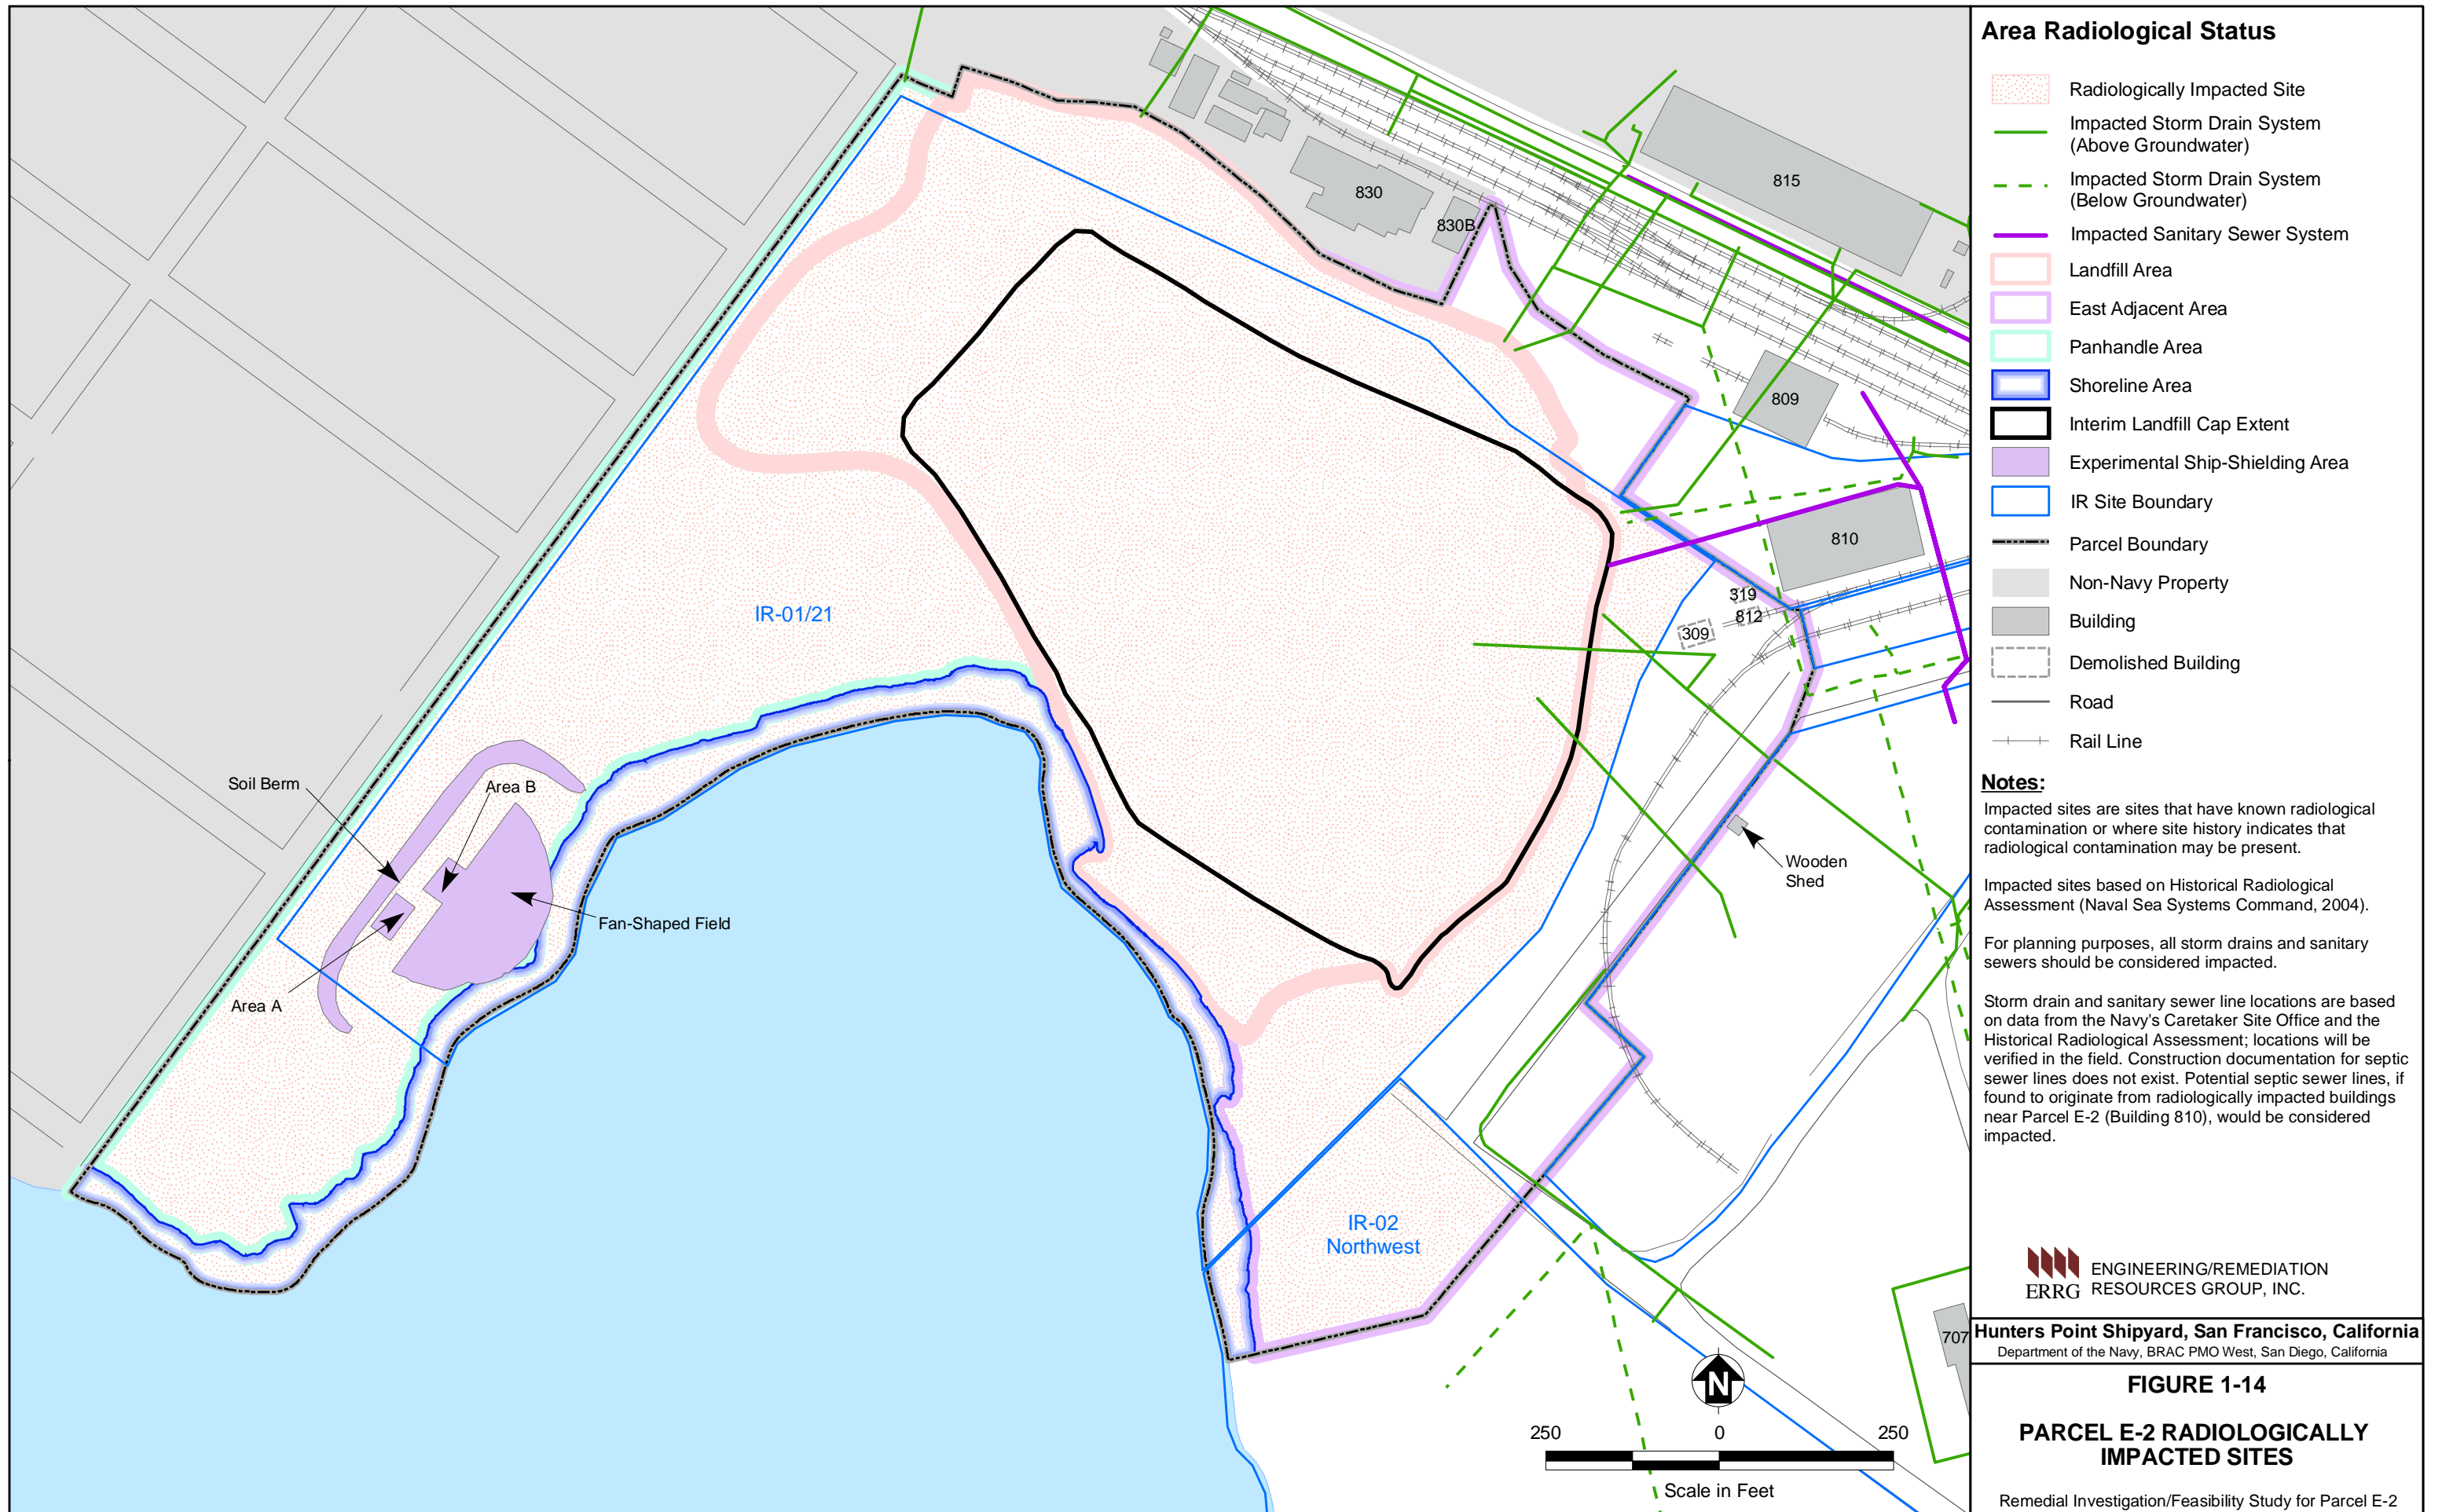 830
830B
815
809
810
319
812
309
IR-01/21
Soil Berm
Area B
Fan-Shaped Field
Area A
Wooden
Shed
IR-02
Northwest
707
N
250
0
250
Scale in Feet
Area Radiological Status
Radiologically Impacted Site
Impacted Storm Drain System
(Above Groundwater)
Impacted Storm Drain System
(Below Groundwater)
Impacted Sanitary Sewer System
Landfill Area
East Adjacent Area
Panhandle Area
Shoreline Area
Interim Landfill Cap Extent
Experimental Ship-Shielding Area
IR Site Boundary
Parcel Boundary
Non-Navy Property
Building
Demolished Building
Road
Rail Line
Notes:
Impacted sites are sites that have known radiological
contamination or where site history indicates that
radiological contamination may be present.
Impacted sites based on Historical Radiological
Assessment (Naval Sea Systems Command, 2004).
For planning purposes, all storm drains and sanitary
sewers should be considered impacted.
Storm drain and sanitary sewer line locations are based
on data from the Navy's Caretaker Site Office and the
Historical Radiological Assessment; locations will be
verified in the field. Construction documentation for septic
sewer lines does not exist. Potential septic sewer lines, if
found to originate from radiologically impacted buildings
near Parcel E-2 (Building 810), would be considered
impacted.
ERRG
ENGINEERING/REMEDIATION
RESOURCES GROUP, INC.
Hunters Point Shipyard, San Francisco, California
Department of the Navy, BRAC PMO West, San Diego, California
FIGURE 1-14
PARCEL E-2 RADIOLOGICALLY
IMPACTED SITES
Remedial Investigation/Feasibility Study for Parcel E-2